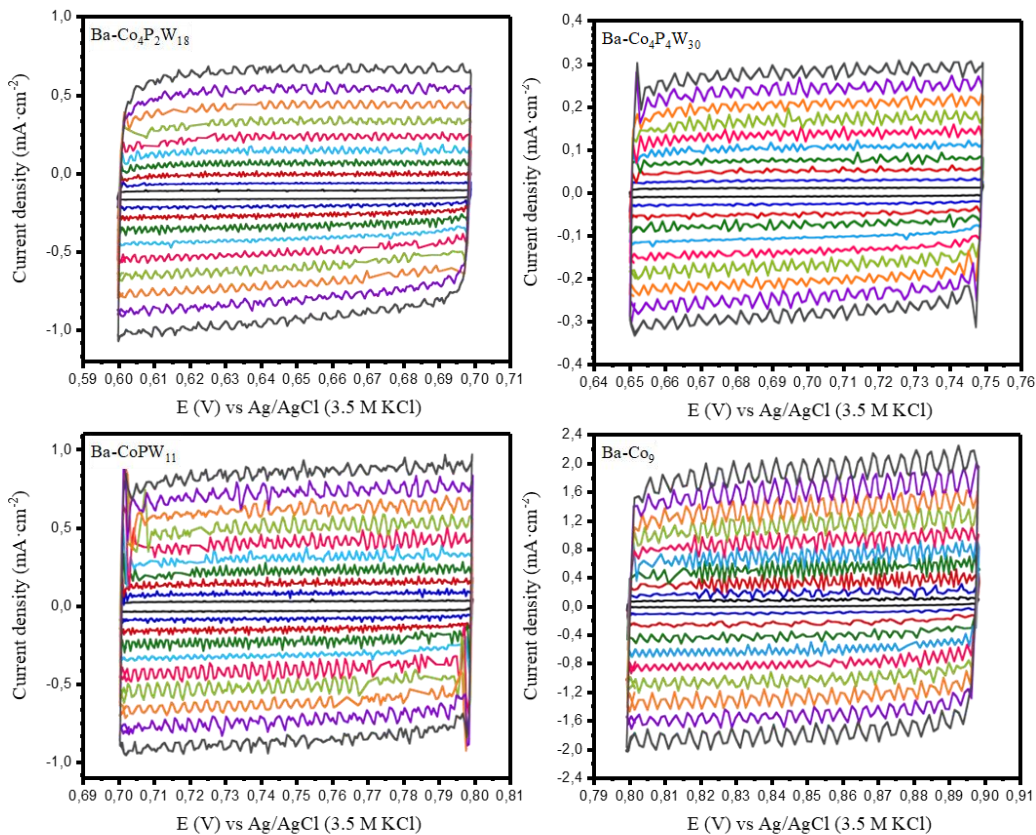 Ba-Co₄P₂W₁₈
Current density (mA·cm⁻²)
1,0
0,5
0,0
-0,5
-1,0
0,59 0,60 0,61 0,62 0,63 0,64 0,65 0,66 0,67 0,68 0,69 0,70 0,71
E (V) vs Ag/AgCl (3.5 M KCl)
Ba-Co₄P₄W₃₀
Current density (mA·cm⁻²)
0,4
0,3
0,2
0,1
0,0
-0,1
-0,2
-0,3
-0,4
0,64 0,65 0,66 0,67 0,68 0,69 0,70 0,71 0,72 0,73 0,74 0,75 0,76
E (V) vs Ag/AgCl (3.5 M KCl)
Ba-CoPW₁₁
Current density (mA·cm⁻²)
1,0
0,5
0,0
-0,5
-1,0
0,69 0,70 0,71 0,72 0,73 0,74 0,75 0,76 0,77 0,78 0,79 0,80 0,81
E (V) vs Ag/AgCl (3.5 M KCl)
Ba-Co₉
Current density (mA·cm⁻²)
2,4
2,0
1,6
1,2
0,8
0,4
0,0
-0,4
-0,8
-1,2
-1,6
-2,0
-2,4
0,79 0,80 0,81 0,82 0,83 0,84 0,85 0,86 0,87 0,88 0,89 0,90 0,91
E (V) vs Ag/AgCl (3.5 M KCl)